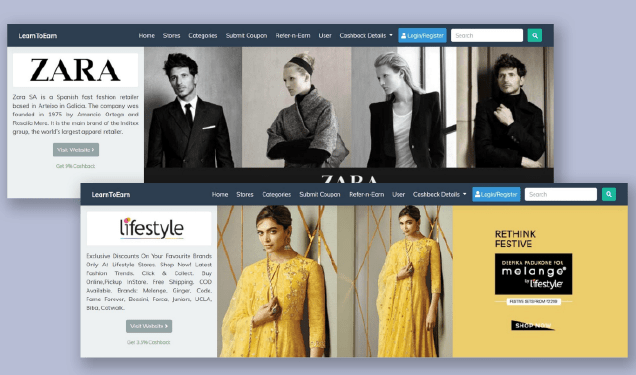 LearnToEarn Home Stores Categories Submit Coupon Refer-n-Earn User Cashback Details Login/Register Search
ZARA
Zara SA is a Spanish fast fashion retailer
based in Arteixo in Galicia. The company was
founded in 1975 by Amancio Ortega and
Rosalía Mera. It is the main brand of the Inditex
group, the world's largest apparel retailer.
Visit Website
Get 9% Cashback
ZARA
LearnToEarn Home Stores Categories Submit Coupon Refer-n-Earn User Cashback Details Login/Register Search
lifestyle
Exclusive Discounts On Your Favourite Brands
Only At Lifestyle Stores. Shop Now! Latest
Fashion Trends. Click & Collect. Buy
Online,Pickup InStore. Free Shipping. COD
Available. Brands: Melange, Ginger, Code,
Fame Forever, Bossini, Forca, Juniors, UCLA,
Biba, Catwalk.
Visit Website
Get 3.5% Cashback
RETHINK
FESTIVE
DEEPIKA PADUKONE FOR
melange
by lifestyle
SHOP NOW